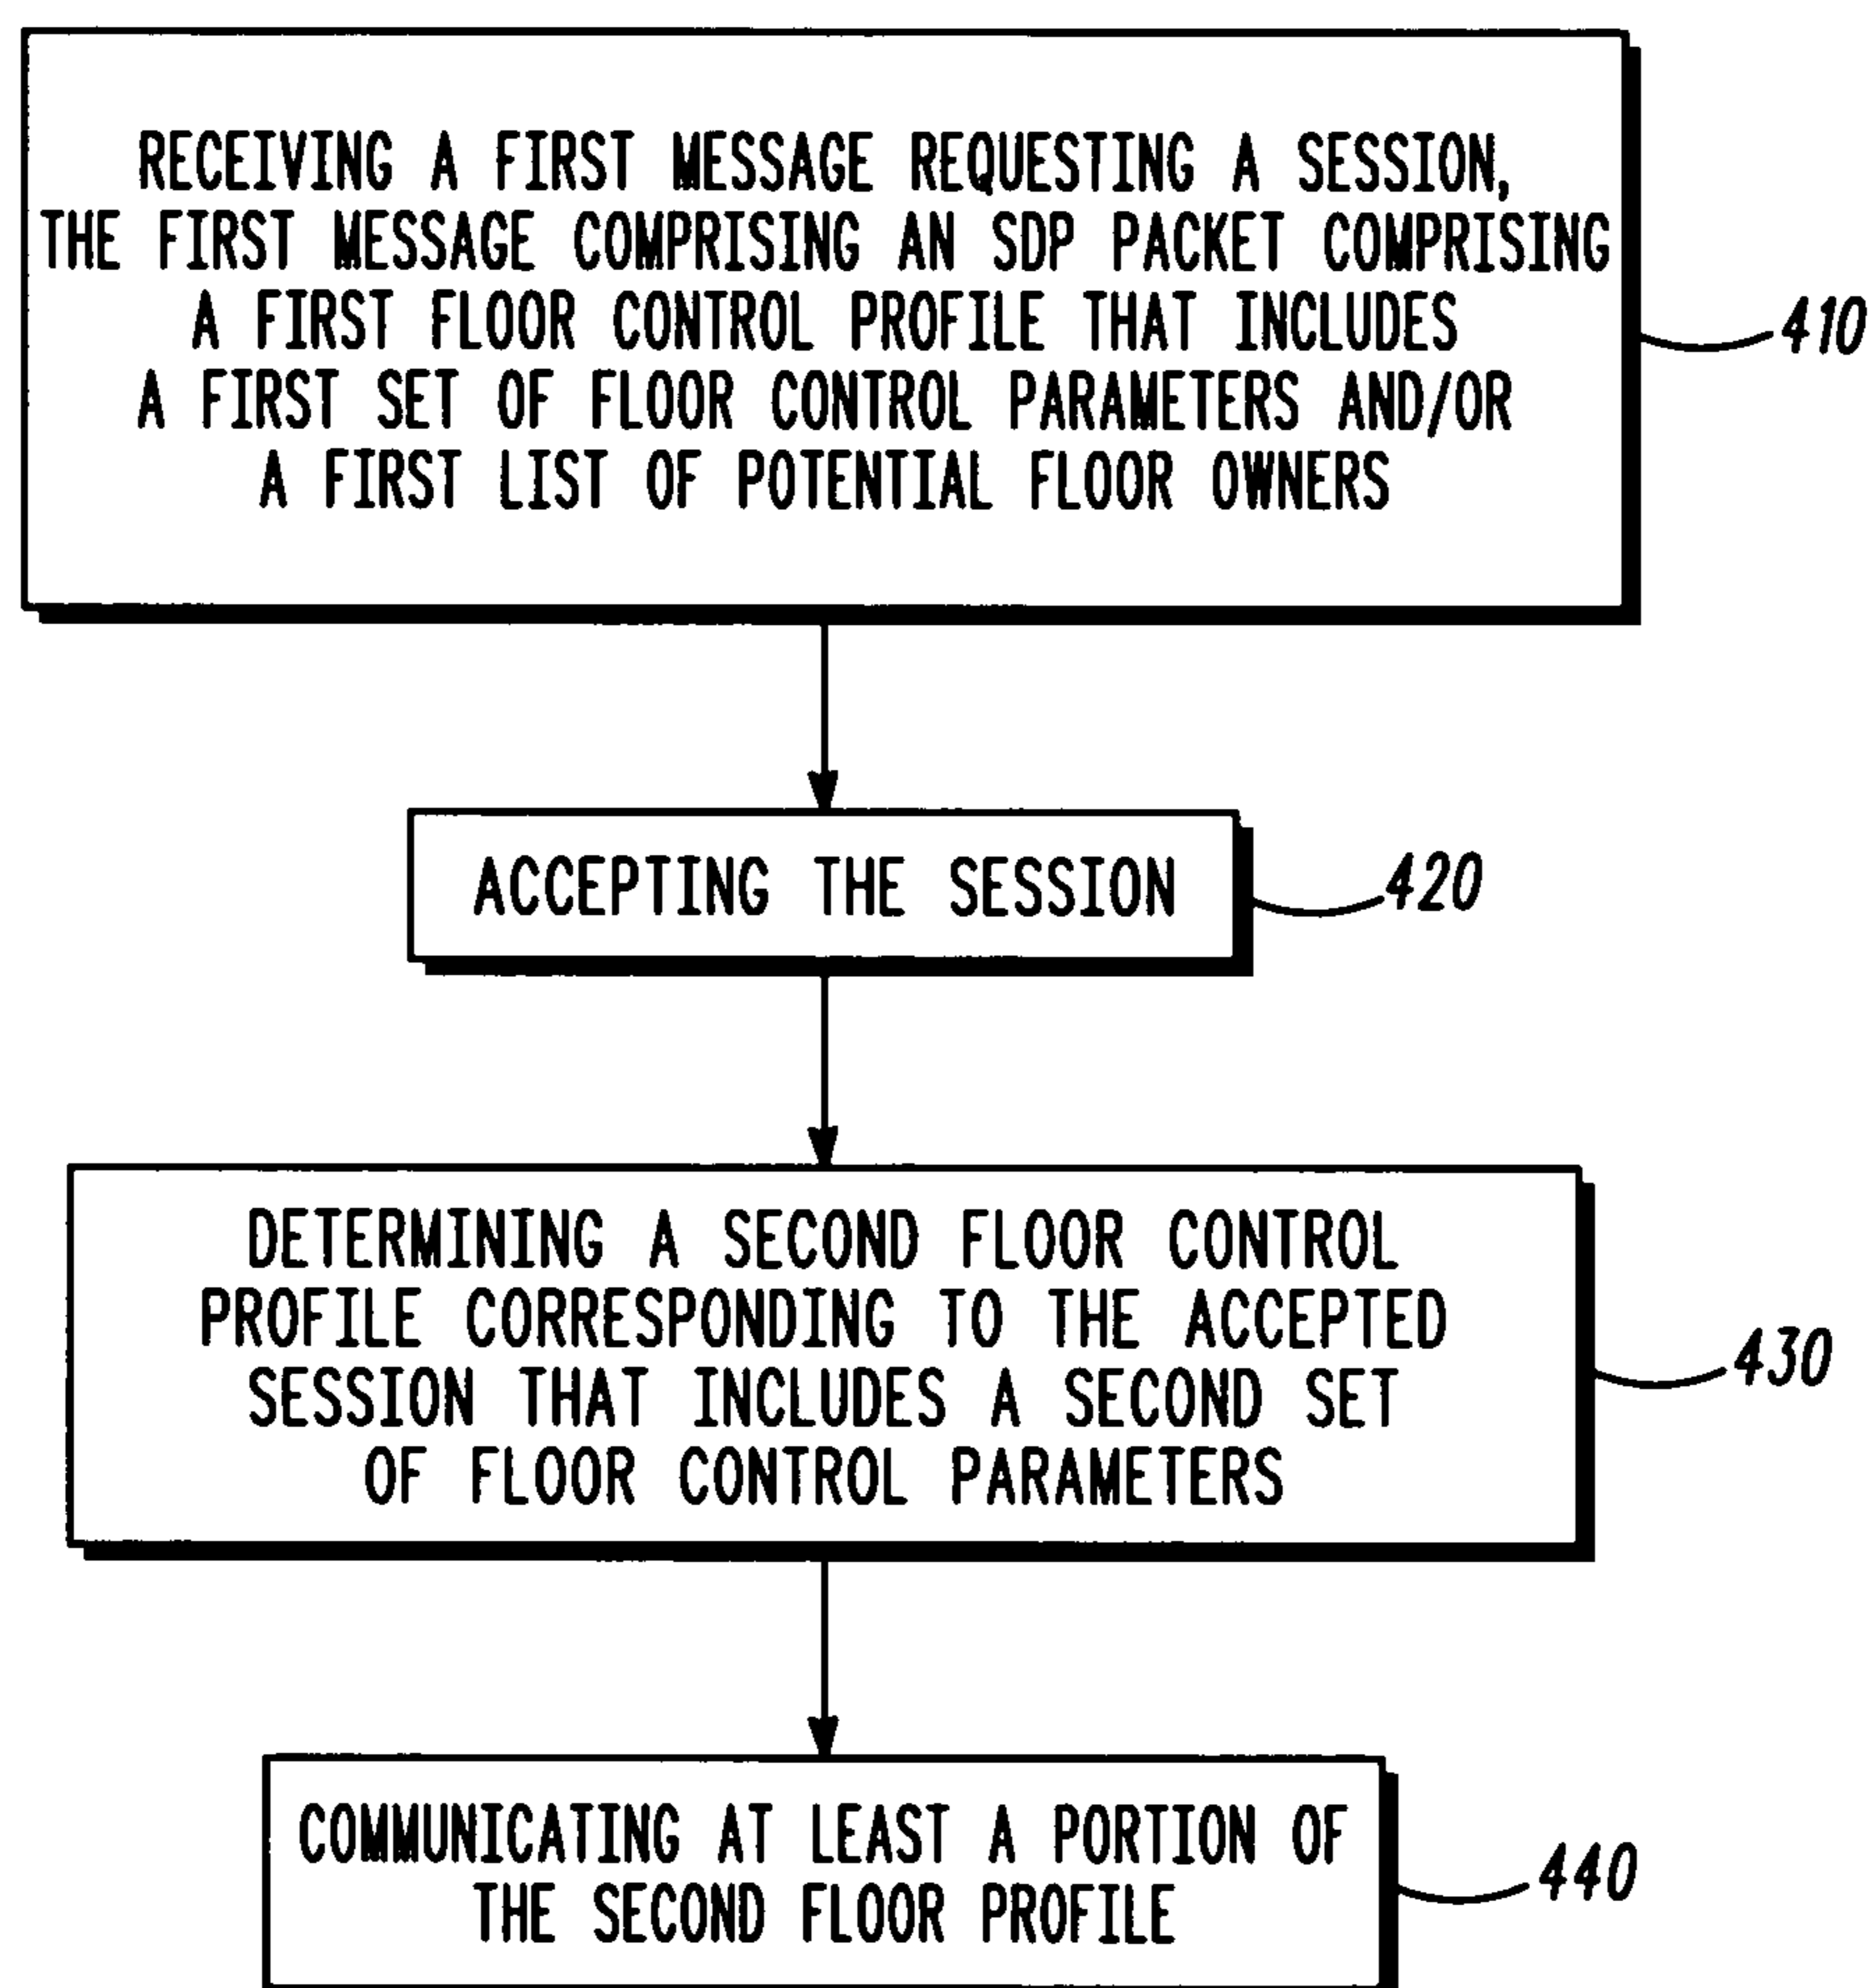 RECEIVING A FIRST MESSAGE REQUESTING A SESSION,
THE FIRST MESSAGE COMPRISING AN SDP PACKET COMPRISING
A FIRST FLOOR CONTROL PROFILE THAT INCLUDES
A FIRST SET OF FLOOR CONTROL PARAMETERS AND/OR
A FIRST LIST OF POTENTIAL FLOOR OWNERS
410
ACCEPTING THE SESSION
420
DETERMINING A SECOND FLOOR CONTROL
PROFILE CORRESPONDING TO THE ACCEPTED
SESSION THAT INCLUDES A SECOND SET
OF FLOOR CONTROL PARAMETERS
430
COMMUNICATING AT LEAST A PORTION OF
THE SECOND FLOOR PROFILE
440